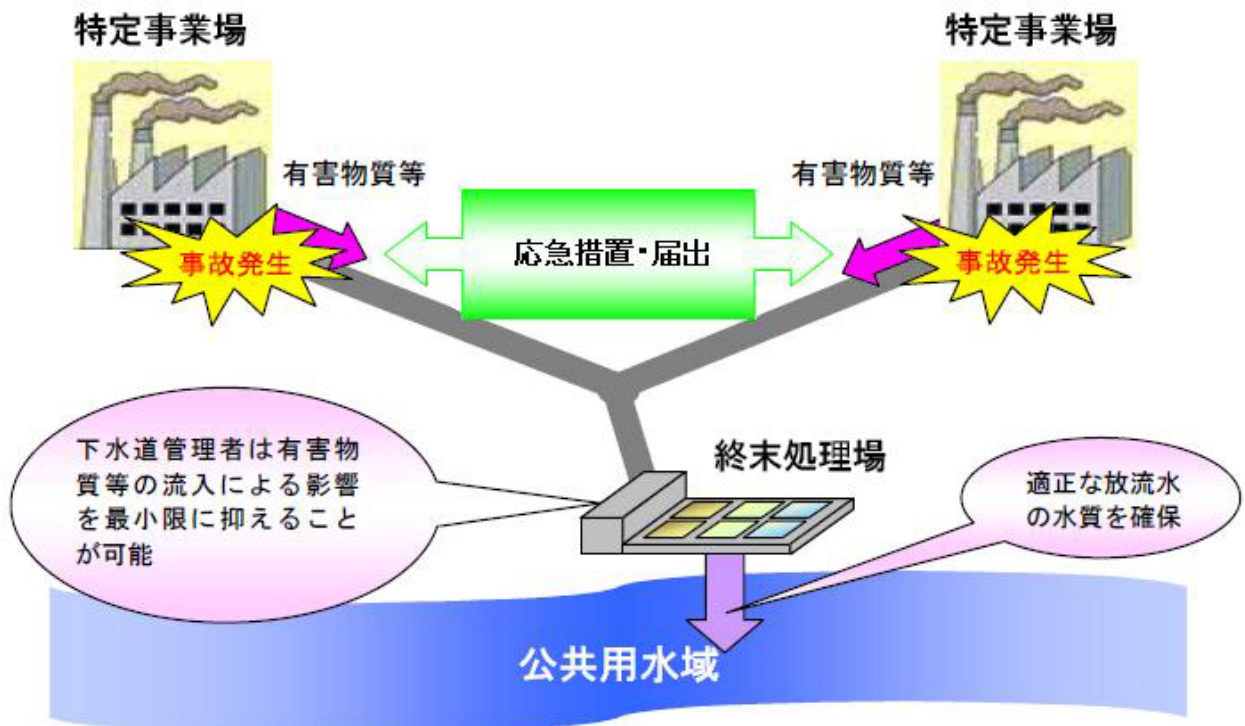 特定事業場
特定事業場
有害物質等
有害物質等
応急措置・届出
事故発生
事故発生
下水道管理者は有害物
質等の流入による影響
を最小限に抑えること
が可能
終末処理場
適正な放流水
の水質を確保
公共用水域